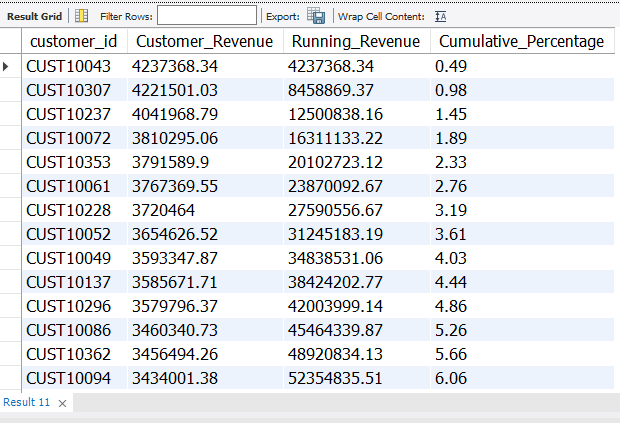 Result Grid Filter Rows: Export: Wrap Cell Content: IA
customer_id Customer_Revenue Running_Revenue Cumulative_Percentage
CUST10043 4237368.34 4237368.34 0.49
CUST10307 4221501.03 8458869.37 0.98
CUST10237 4041968.79 12500838.16 1.45
CUST10072 3810295.06 16311133.22 1.89
CUST10353 3791589.9 20102723.12 2.33
CUST10061 3767369.55 23870092.67 2.76
CUST10228 3720464 27590556.67 3.19
CUST10052 3654626.52 31245183.19 3.61
CUST10049 3593347.87 34838531.06 4.03
CUST10137 3585671.71 38424202.77 4.44
CUST10296 3579796.37 42003999.14 4.86
CUST10086 3460340.73 45464339.87 5.26
CUST10362 3456494.26 48920834.13 5.66
CUST10094 3434001.38 52354835.51 6.06
Result 11